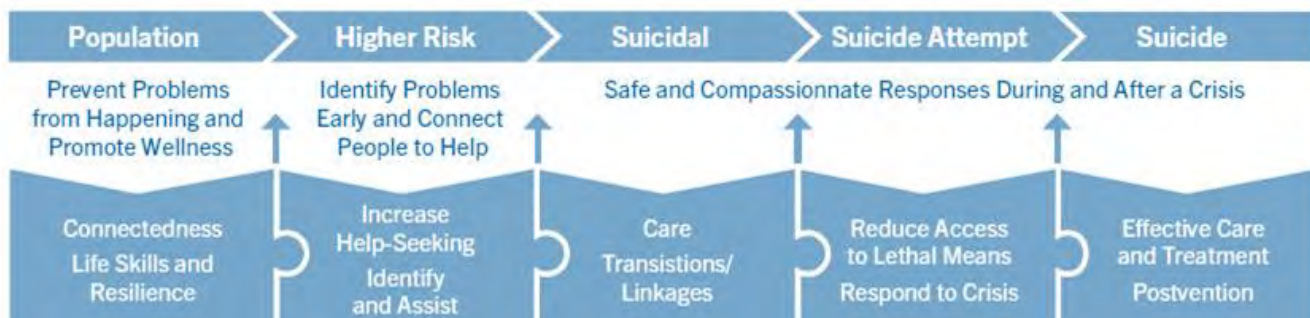 Population
Higher Risk
Suicidal
Suicide Attempt
Suicide
Prevent Problems
from Happening and
Promote Wellness
Identify Problems
Early and Connect
People to Help
Safe and Compassionnate Responses During and After a Crisis
Connectedness
Life Skills and
Resilience
Increase
Help-Seeking
Identify
and Assist
Care
Transistions/
Linkages
Reduce Access
to Lethal Means
Respond to Crisis
Effective Care
and Treatment
Postvention